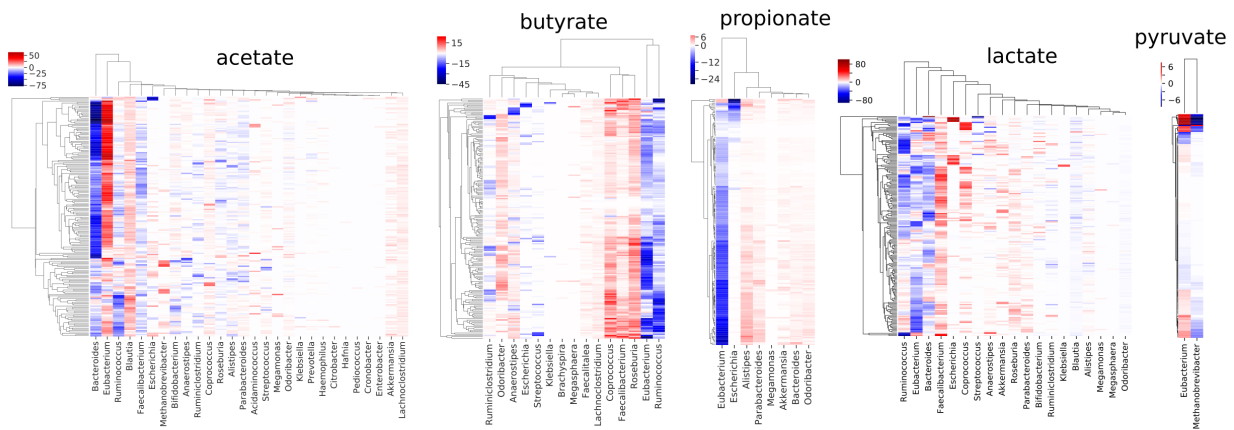 acetate
50
0
−25
−75
Bacteroides
Eubacterium
Ruminococcus
Blautia
Faecalibacterium
Escherichia
Methanobrevibacter
Bifidobacterium
Anaerostipes
Ruminiclostridium
Coprococcus
Roseburia
Alistipes
Parabacteroides
Acidaminococcus
Streptococcus
Megamonas
Odoribacter
Klebsiella
Prevotella
Haemophilus
Citrobacter
Hafnia
Pediococcus
Cronobacter
Enterobacter
Akkermansia
Lachnoclostridium
butyrate
15
−15
−45
Ruminiclostridium
Odoribacter
Anaerostipes
Escherichia
Streptococcus
Klebsiella
Brachyspira
Megasphaera
Faecalitalea
Lachnoclostridium
Coprococcus
Faecalibacterium
Roseburia
Eubacterium
Ruminococcus
propionate
6
0
−12
−24
Eubacterium
Escherichia
Alistipes
Parabacteroides
Megamonas
Akkermansia
Bacteroides
Odoribacter
lactate
80
0
−80
Ruminococcus
Eubacterium
Bacteroides
Faecalibacterium
Escherichia
Coprococcus
Streptococcus
Anaerostipes
Akkermansia
Roseburia
Parabacteroides
Bifidobacterium
Ruminiclostridium
Klebsiella
Blautia
Alistipes
Megamonas
Megasphaera
Odoribacter
pyruvate
6
0
−6
Eubacterium
Methanobrevibacter